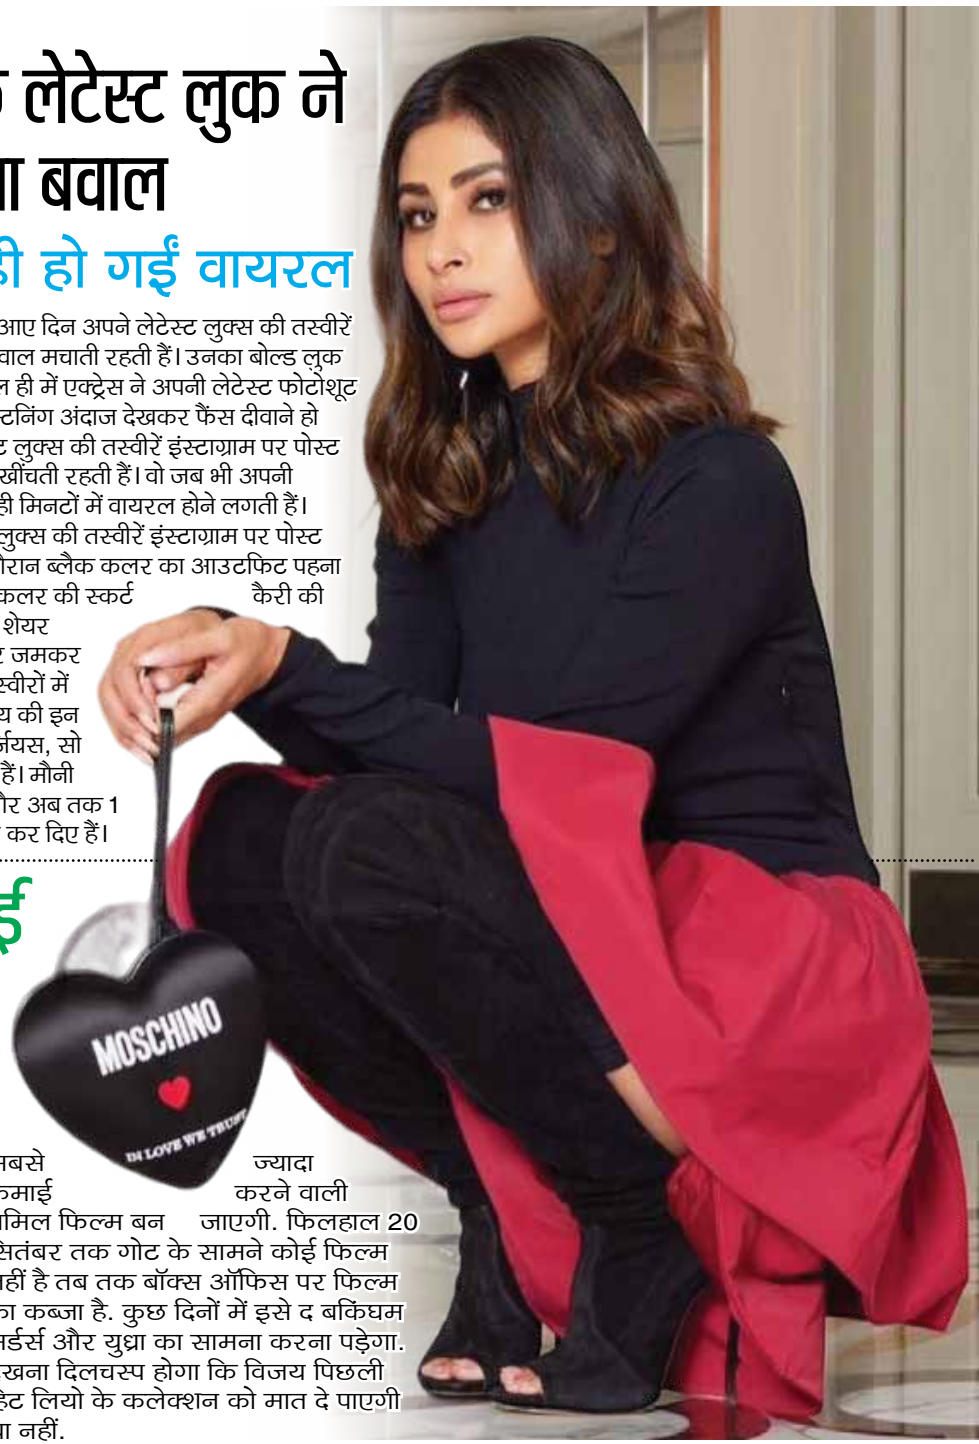 लेटेस्ट लुक ने
बवाल
हो गईं वायरल
आए दिन अपने लेटेस्ट लुक्स की तस्वीरें
मचाती रहती हैं। उनका बोल्ड लुक
ही में एक्ट्रेस ने अपनी लेटेस्ट फोटोशूट
अंदाज देखकर फैंस दीवाने हो
लुक्स की तस्वीरें इंस्टाग्राम पर पोस्ट
खींचती रहती हैं। वो जब भी अपनी
ही मिनटों में वायरल होने लगती हैं।
लुक्स की तस्वीरें इंस्टाग्राम पर पोस्ट
ब्लैक कलर का आउटफिट पहना
कलर की स्कर्ट कैरी की
शेयर
जमकर
में
की इन
सो
हैं। मौनी
अब तक 1
कर दिए हैं।
ई
MOSCHINO
IN LOVE WE TRUST
सबसे ज्यादा
कमाई करने वाली
तमिल फिल्म बन जाएगी. फिलहाल 20
सितंबर तक गोट के सामने कोई फिल्म
नहीं है तब तक बॉक्स ऑफिस पर फिल्म
का कब्जा है. कुछ दिनों में इसे द बकिंघम
मर्डर्स और युध्रा का सामना करना पड़ेगा.
देखना दिलचस्प होगा कि विजय पिछली
हिट लियो के कलेक्शन को मात दे पाएगी
या नहीं.